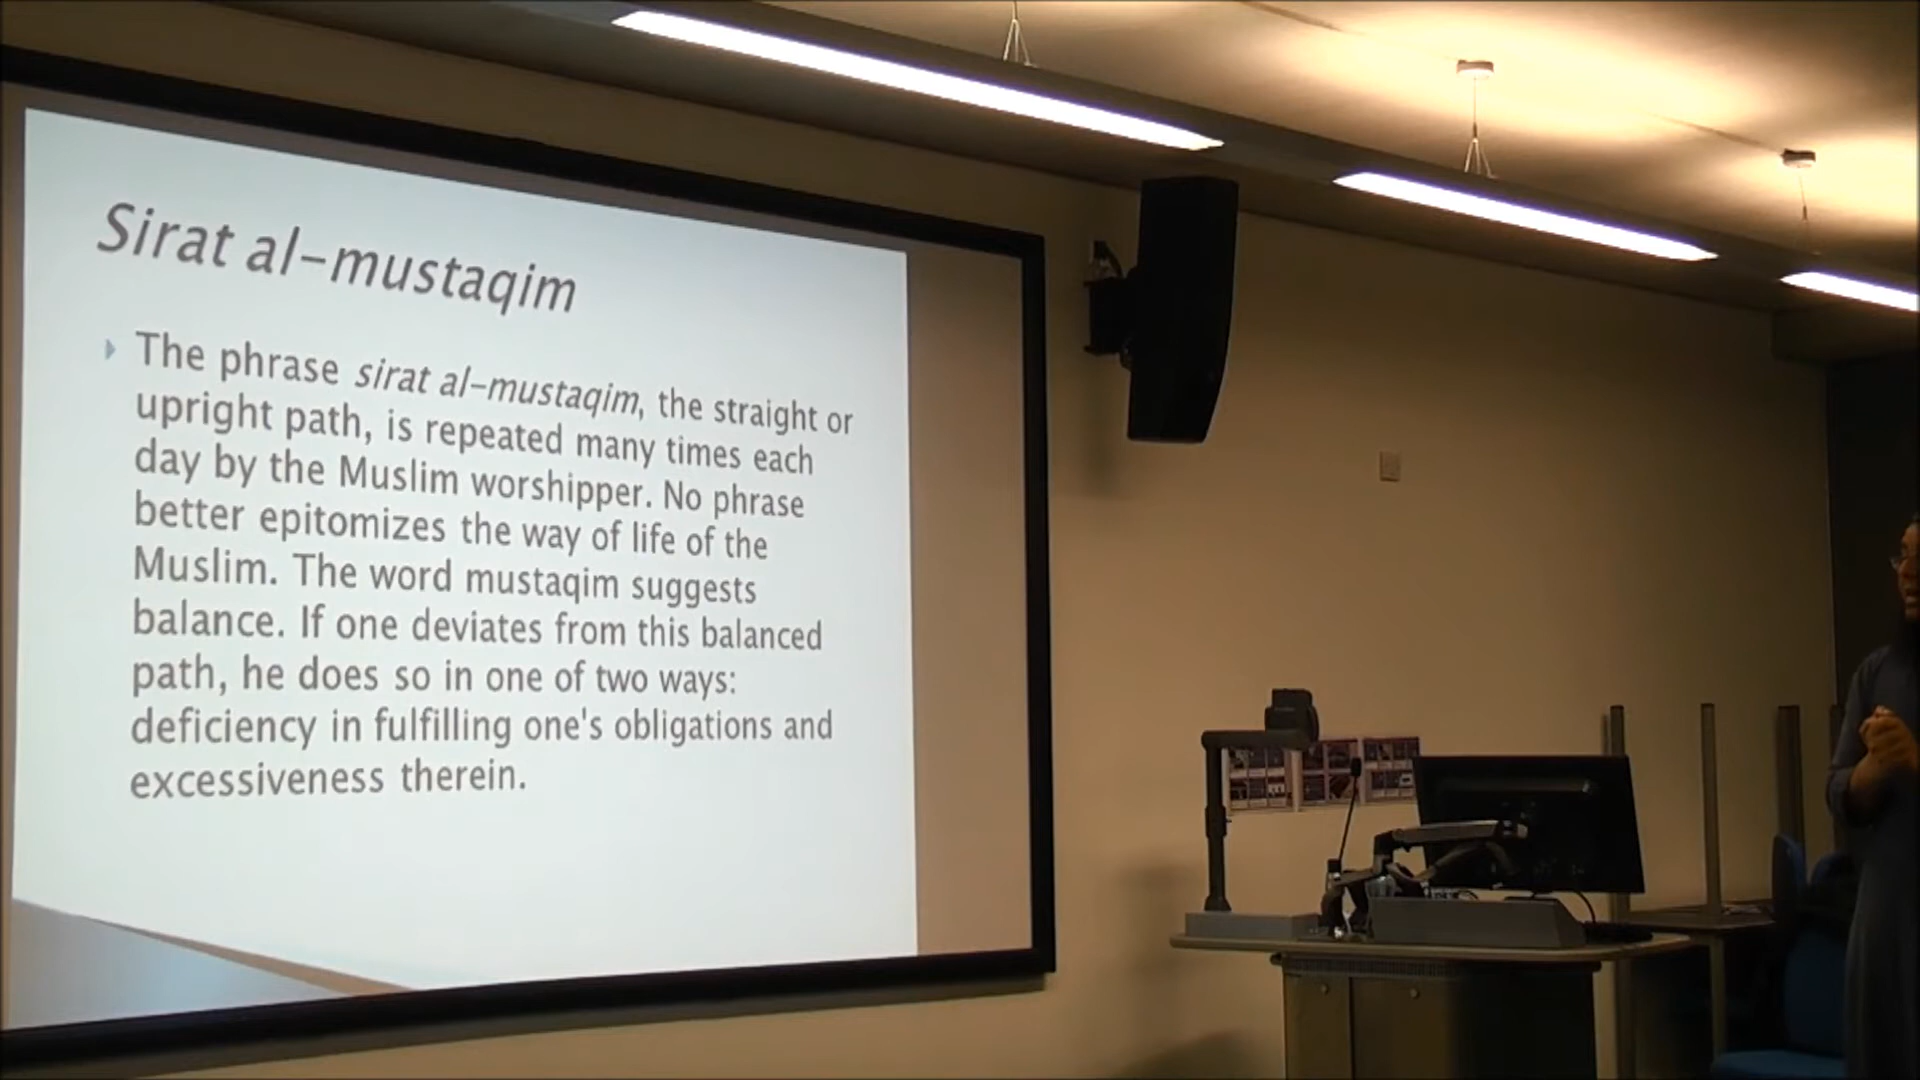 Sirat al-mustaqim
The phrase sirat al-mustaqim, the straight or
upright path, is repeated many times each
day by the Muslim worshipper. No phrase
better epitomizes the way of life of the
Muslim. The word mustaqim suggests
balance. If one deviates from this balanced
path, he does so in one of two ways:
deficiency in fulfilling one's obligations and
excessiveness therein.